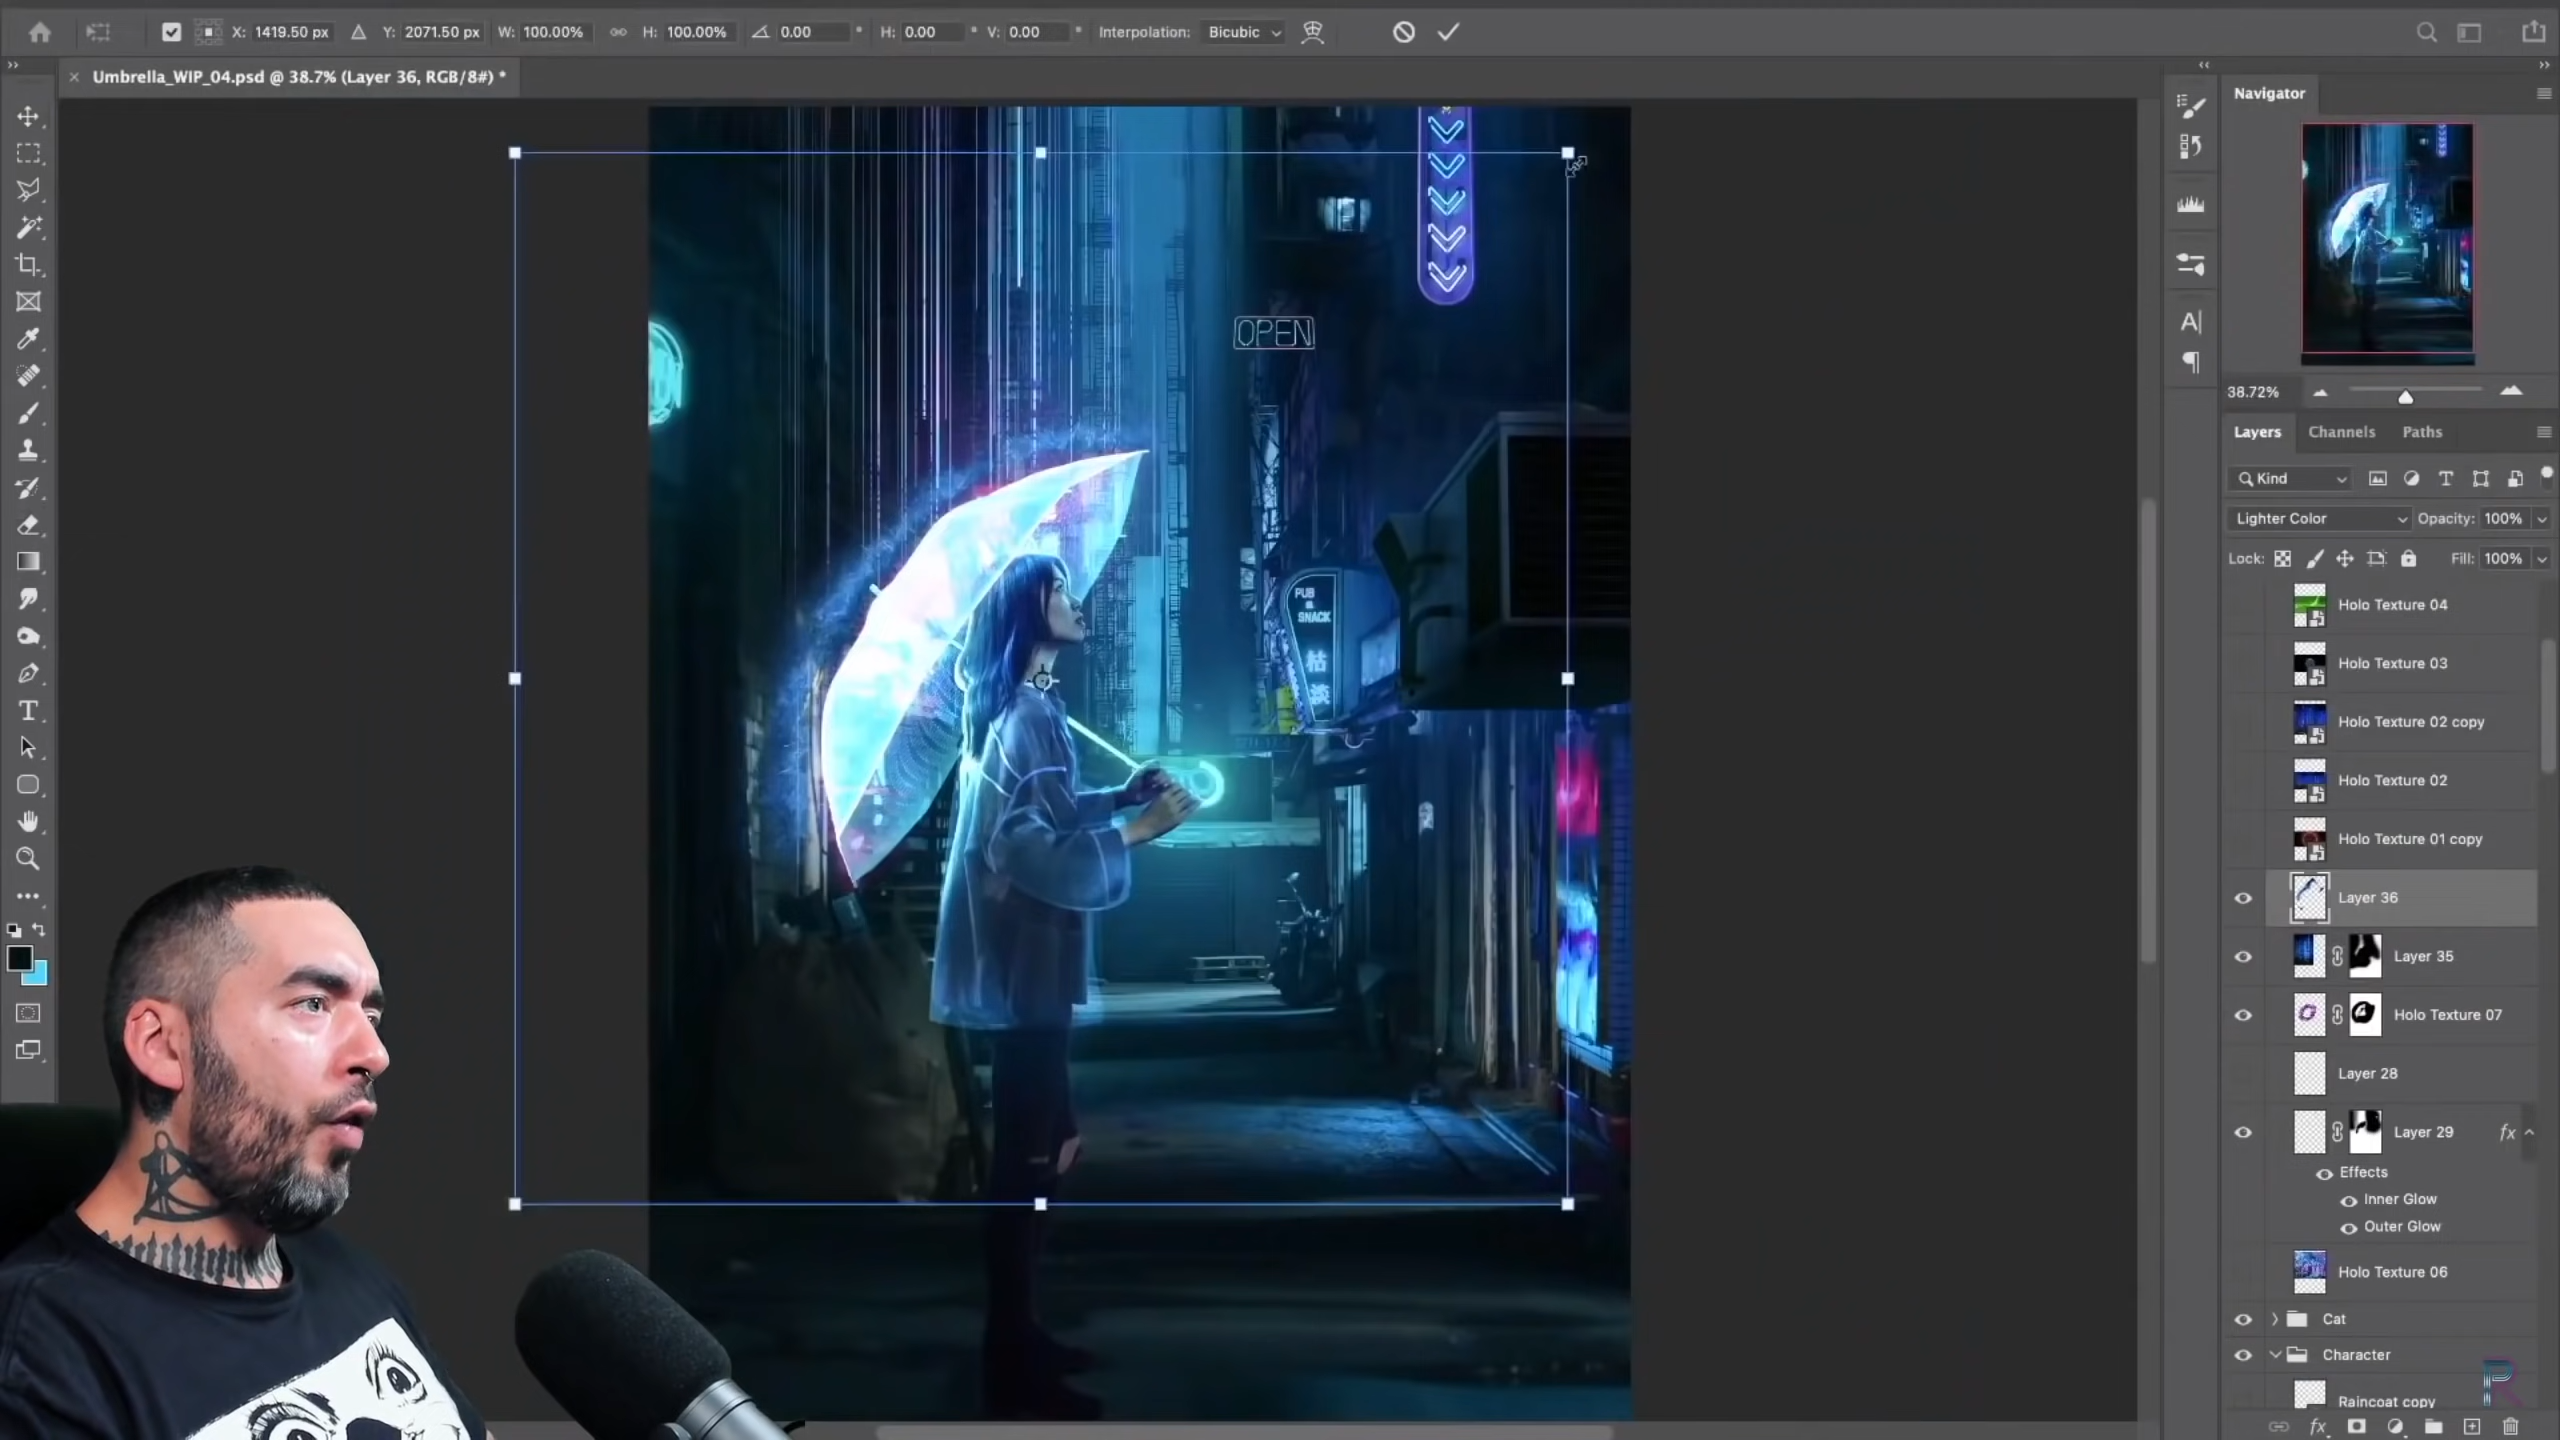 X: 1419.50 px Y: 2071.50 px W: 100.00% H: 100.00% 0.00 ° H: 0.00 ° V: 0.00 ° Interpolation: Bicubic
Umbrella_WIP_04.psd @ 38.7% (Layer 36, RGB/8#) *
Navigator
38.72%
Layers Channels Paths
Kind
Lighter Color Opacity: 100%
Lock: Fill: 100%
Holo Texture 04
Holo Texture 03
Holo Texture 02 copy
Holo Texture 02
Holo Texture 01 copy
Layer 36
Layer 35
Holo Texture 07
Layer 28
Layer 29 fx
Effects
Inner Glow
Outer Glow
Holo Texture 06
Cat
Character
Raincoat copy
fx
OPEN
PUB
&
SNACK
枯
淡